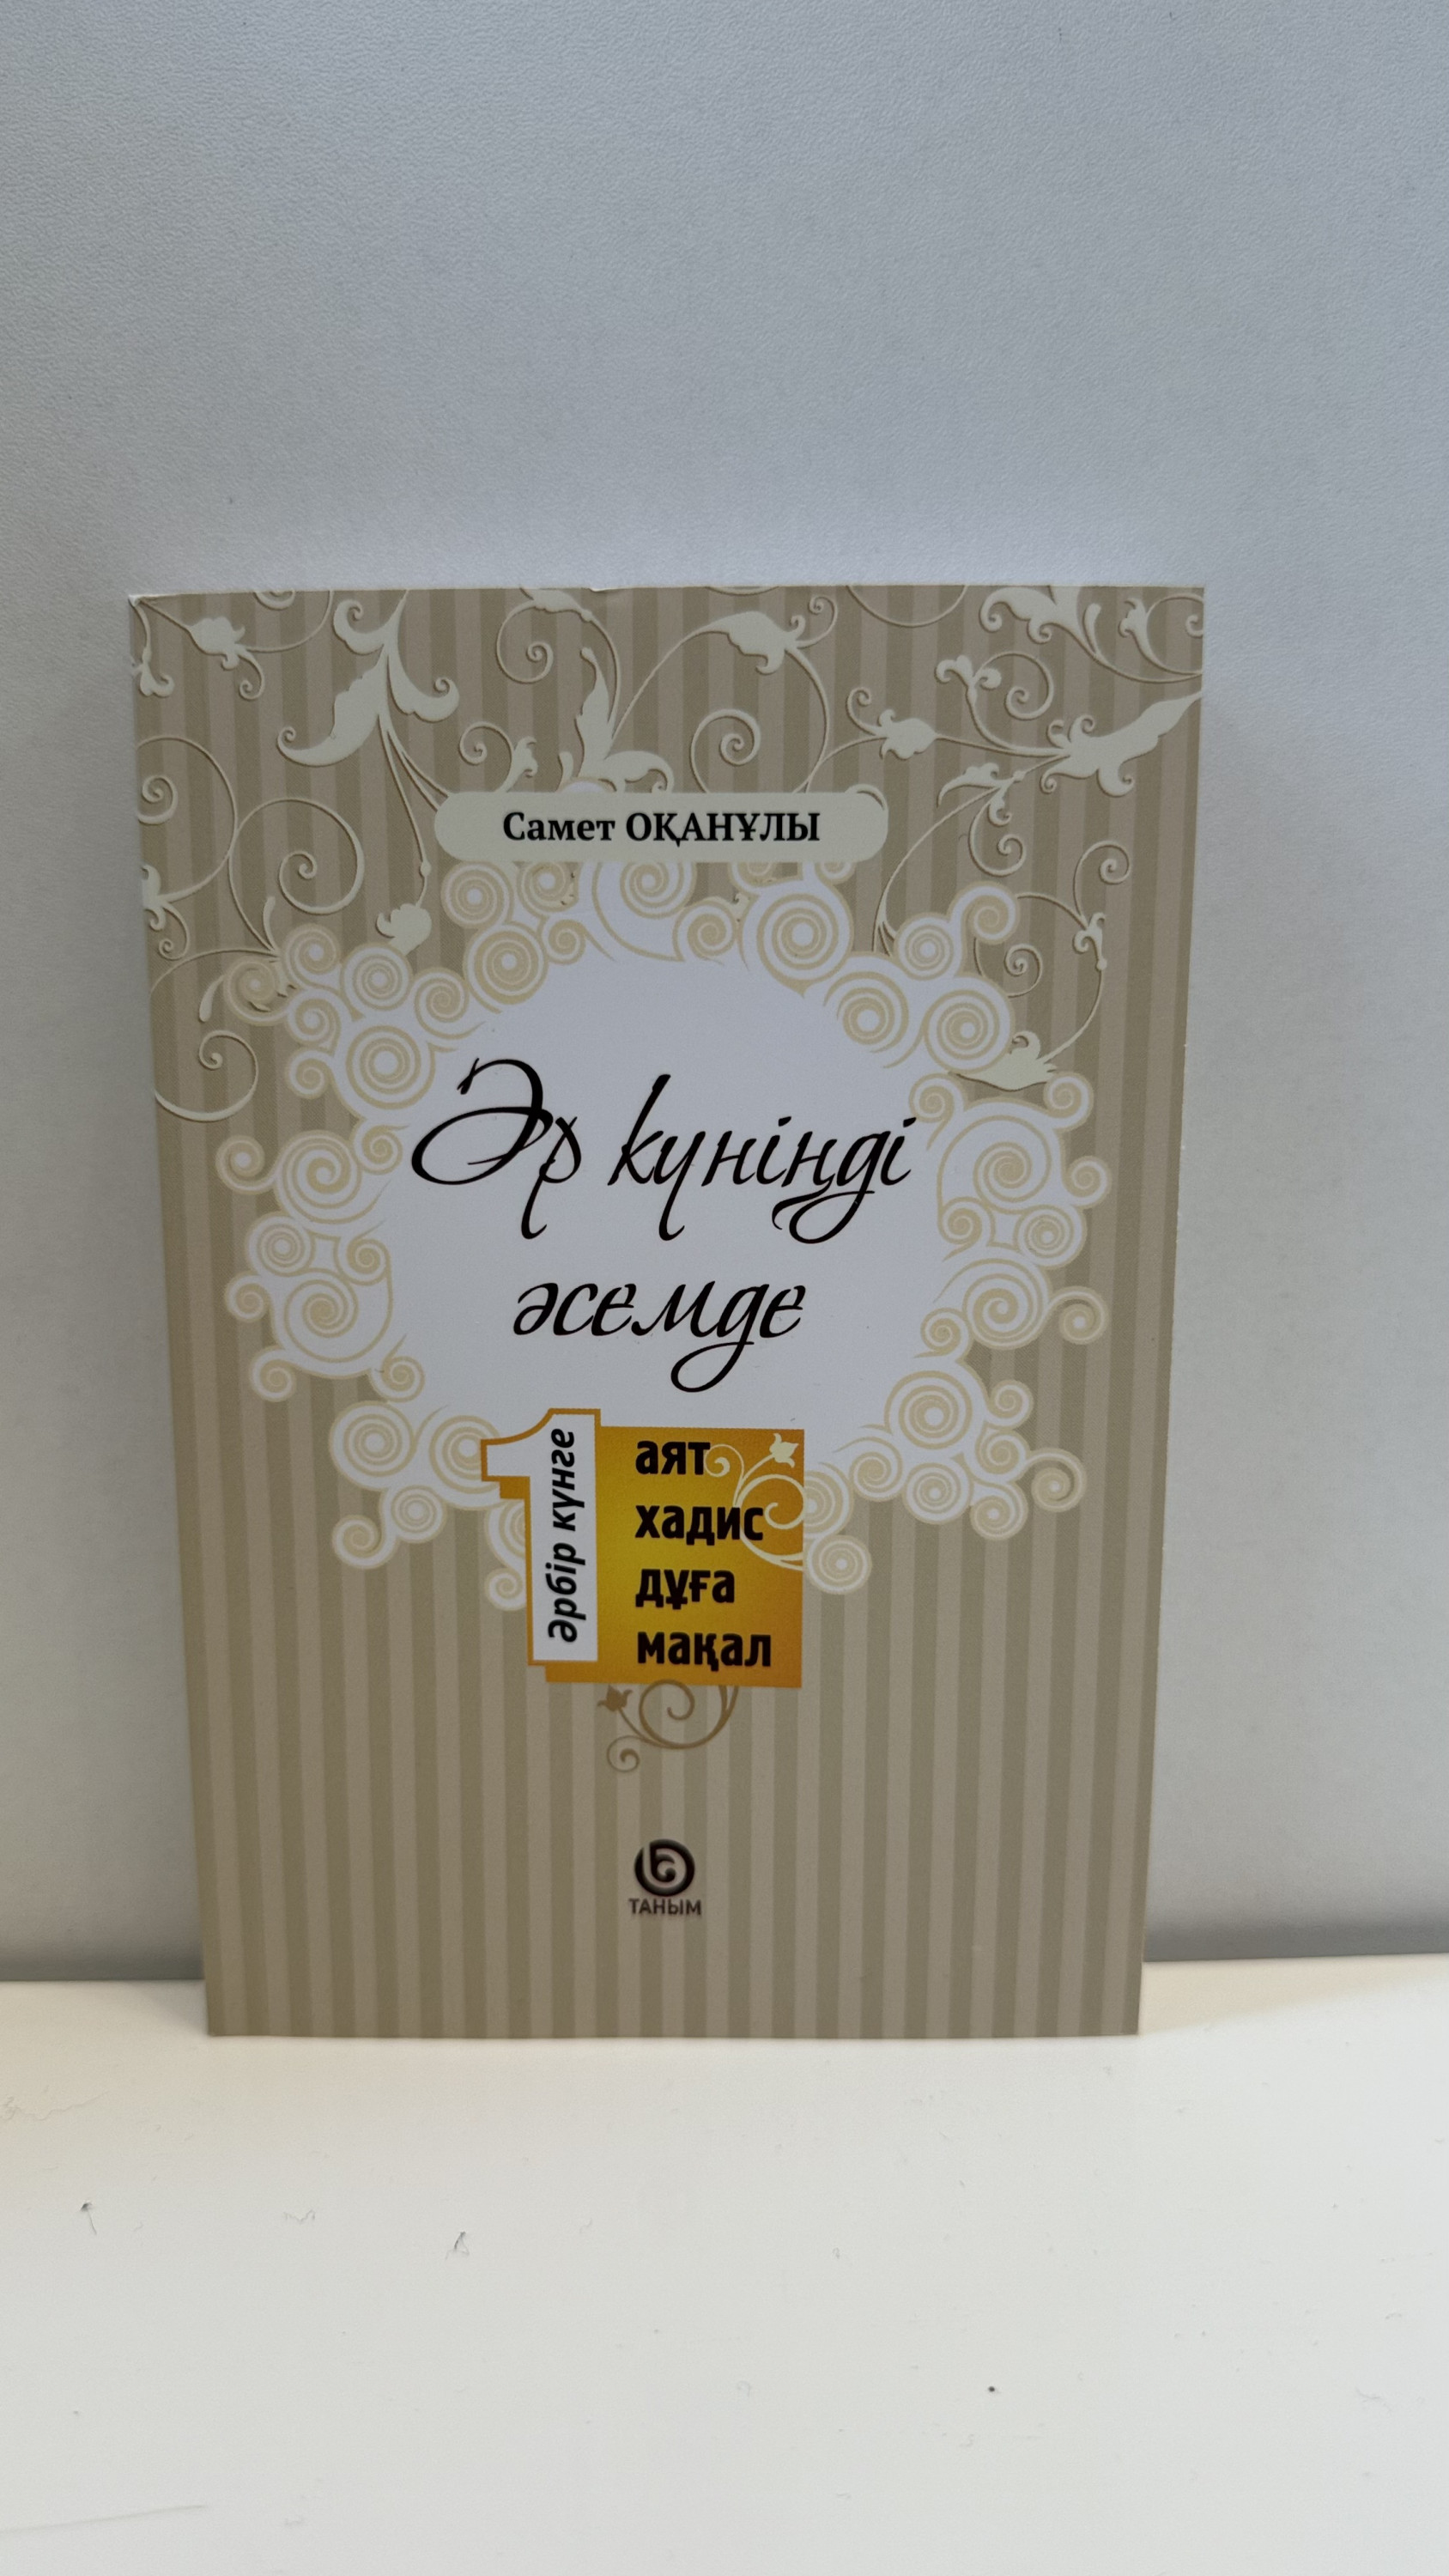 Самет ОҚАНҰЛЫ
Әр күніңді
әсемде
1
әрбір күнге
аят
хадис
дұға
мақал
ТАНЫМ